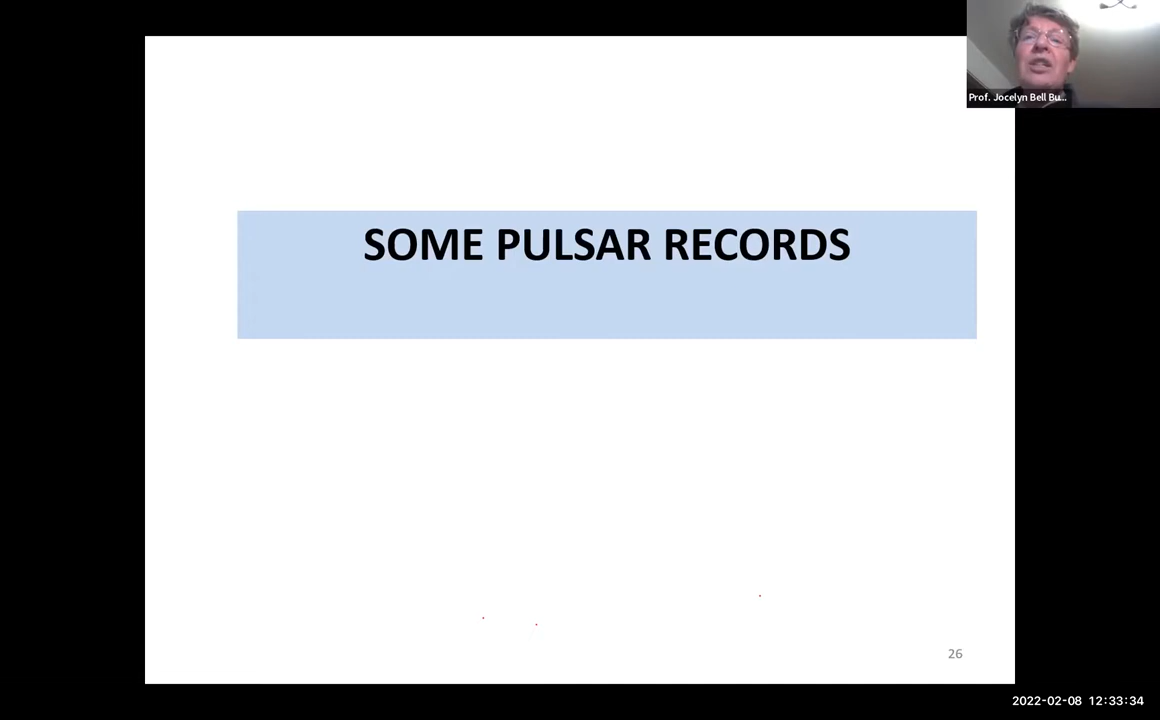 Prof. Jocelyn Bell Bu...
SOME PULSAR RECORDS
26
2022-02-08 12:33:34